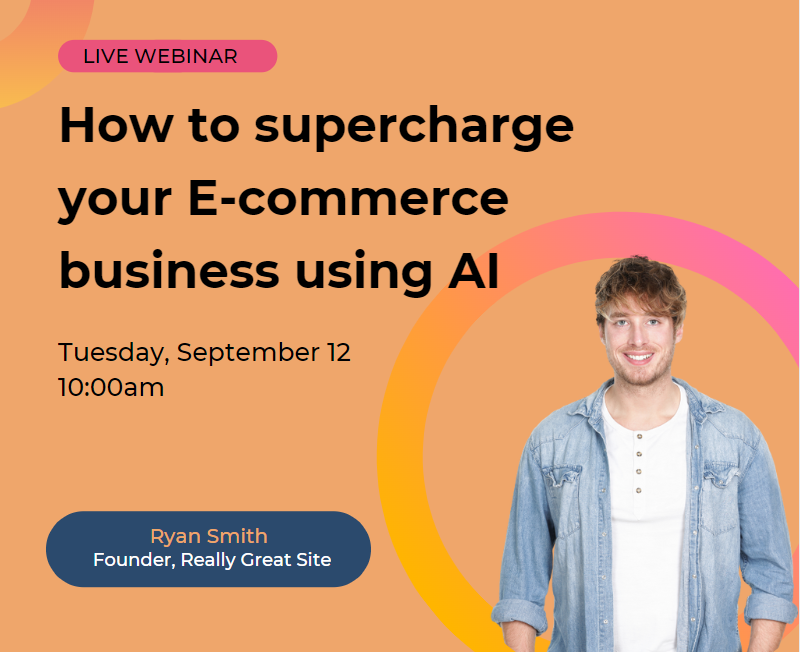 LIVE WEBINAR
How to supercharge
your E-commerce
business using AI
Tuesday, September 12
10:00am
Ryan Smith
Founder, Really Great Site